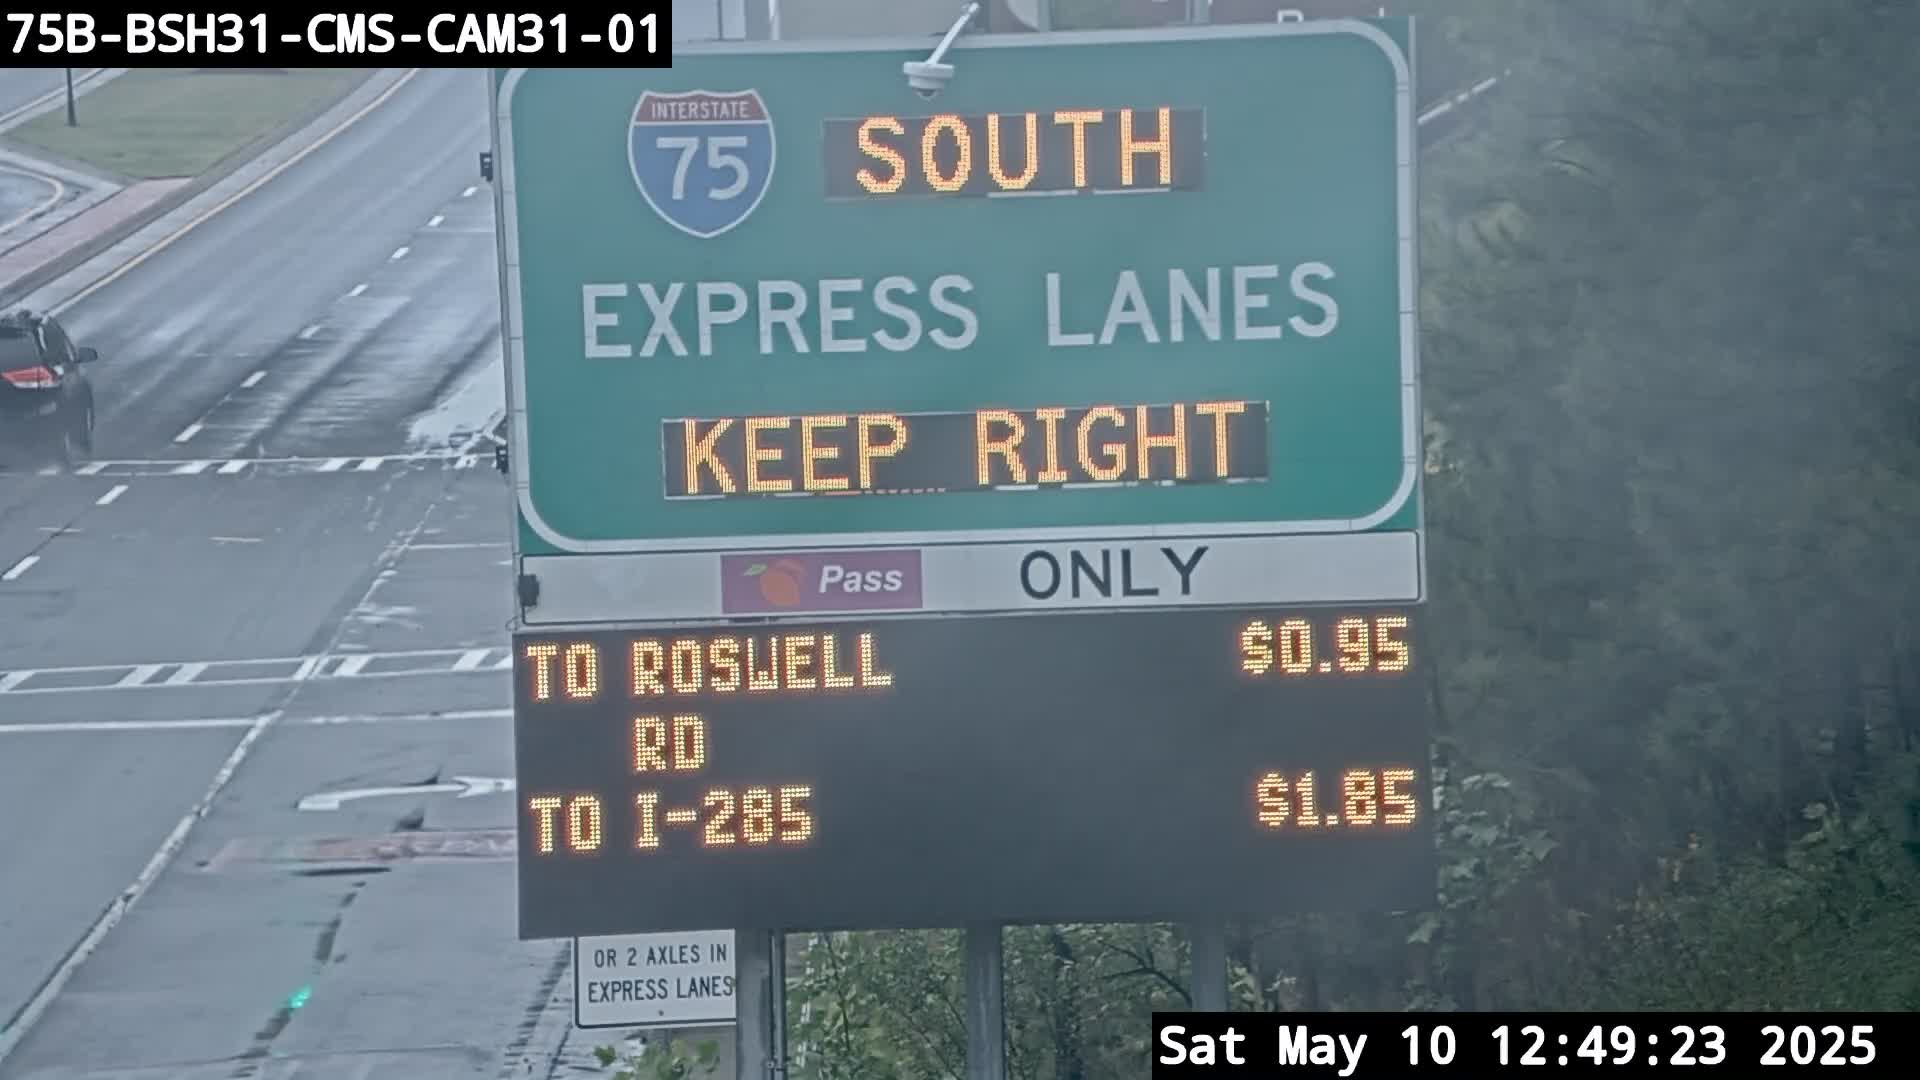 75B-BSH31-CMS-CAM31-01
INTERSTATE
75
SOUTH
EXPRESS LANES
KEEP RIGHT
Pass ONLY
TO ROSWELL $0.95
RD
TO I-285 $1.85
OR 2 AXLES IN
EXPRESS LANES
Sat May 10 12:49:23 2025